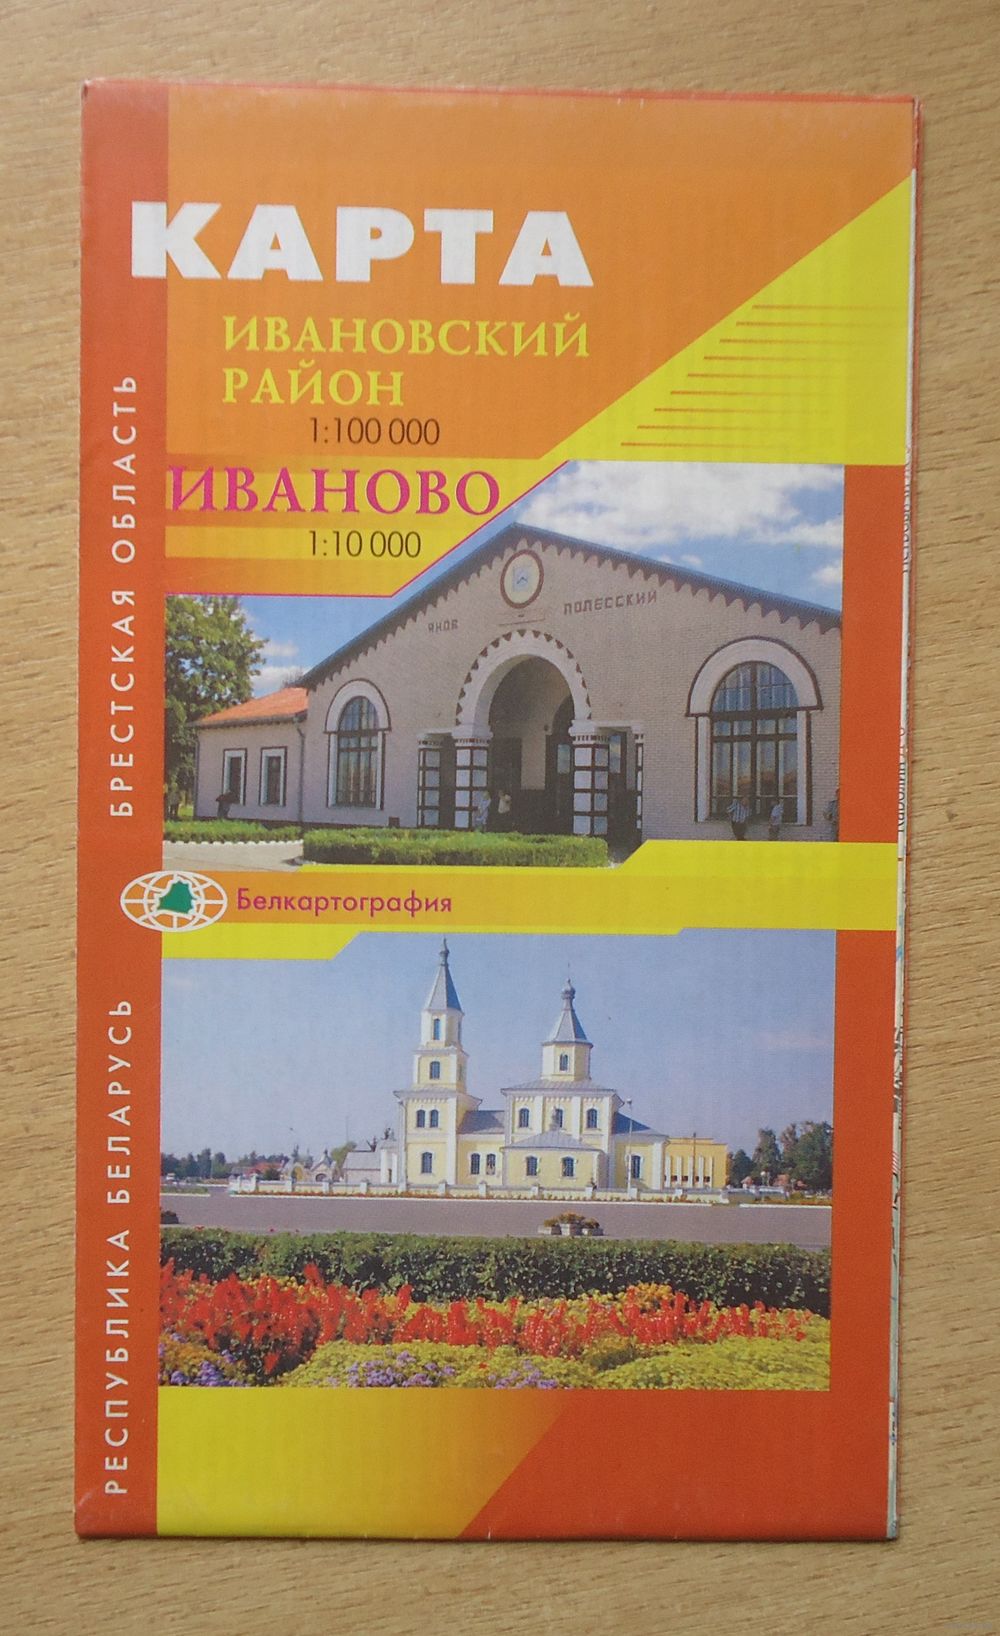 КАРТА
ИВАНОВСКИЙ
РАЙОН
1:100 000
ИВАНОВО
1:10 000
ЯНОВ ПОЛЕССКИЙ
Белкартография
БРЕСТСКАЯ ОБЛАСТЬ
РЕСПУБЛИКА БЕЛАРУСЬ